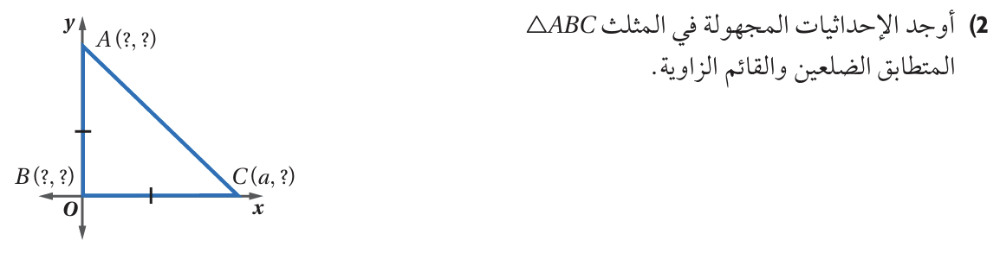 2) أوجد الإحداثيات المجهولة في المثلث △ABC
المتطابق الضلعين والقائم الزاوية.
y
A(?, ?)
B(?, ?)
C(a, ?)
O
x